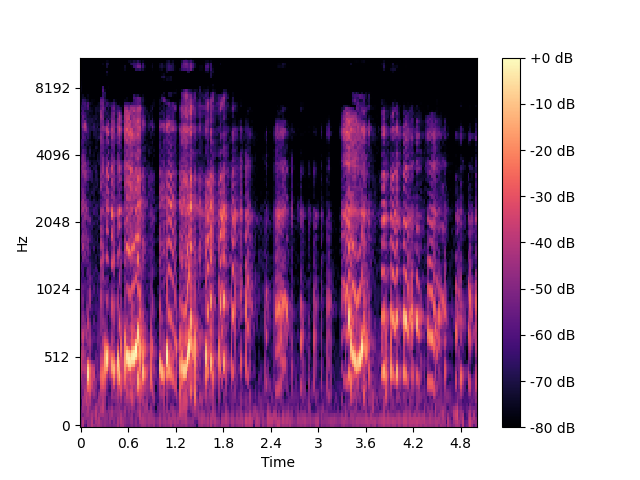 +0 dB
8192
-10 dB
4096
-20 dB
-30 dB
2048
-40 dB
Hz
1024
-50 dB
-60 dB
512
-70 dB
0
-80 dB
0 0.6 1.2 1.8 2.4 3 3.6 4.2 4.8
Time